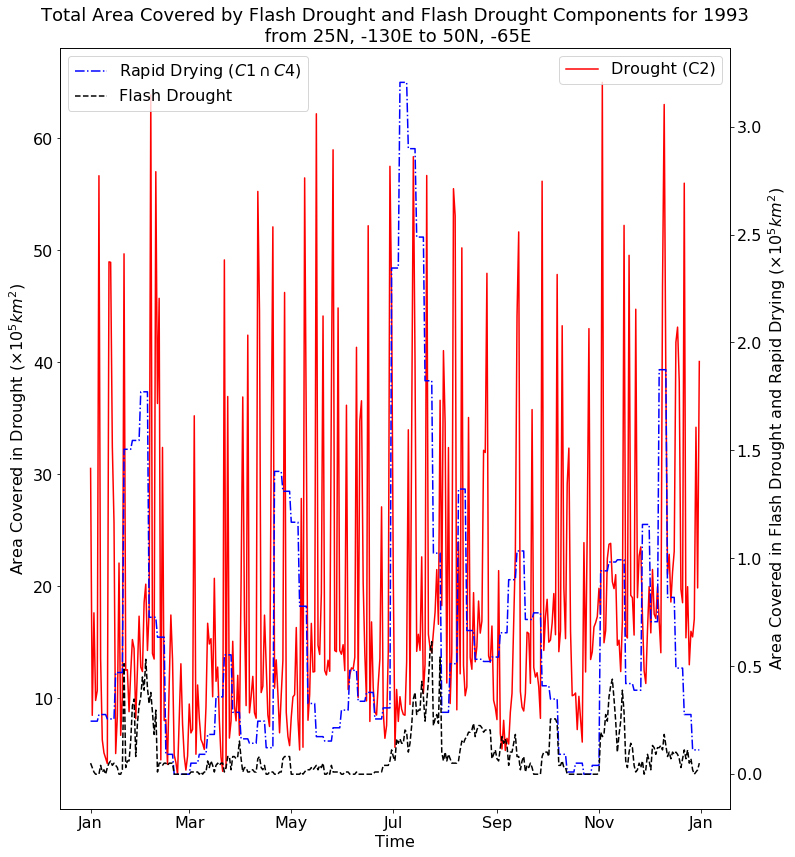 Total Area Covered by Flash Drought and Flash Drought Components for 1993
from 25N, -130E to 50N, -65E
Rapid Drying (C1 ∩ C4)
Flash Drought
Drought (C2)
Area Covered in Drought (×10⁵km²)
60
50
40
30
20
10
3.0
2.5
2.0
1.5
1.0
0.5
0.0
Area Covered in Flash Drought and Rapid Drying (×10⁵km²)
Jan Mar May Jul Sep Nov Jan
Time